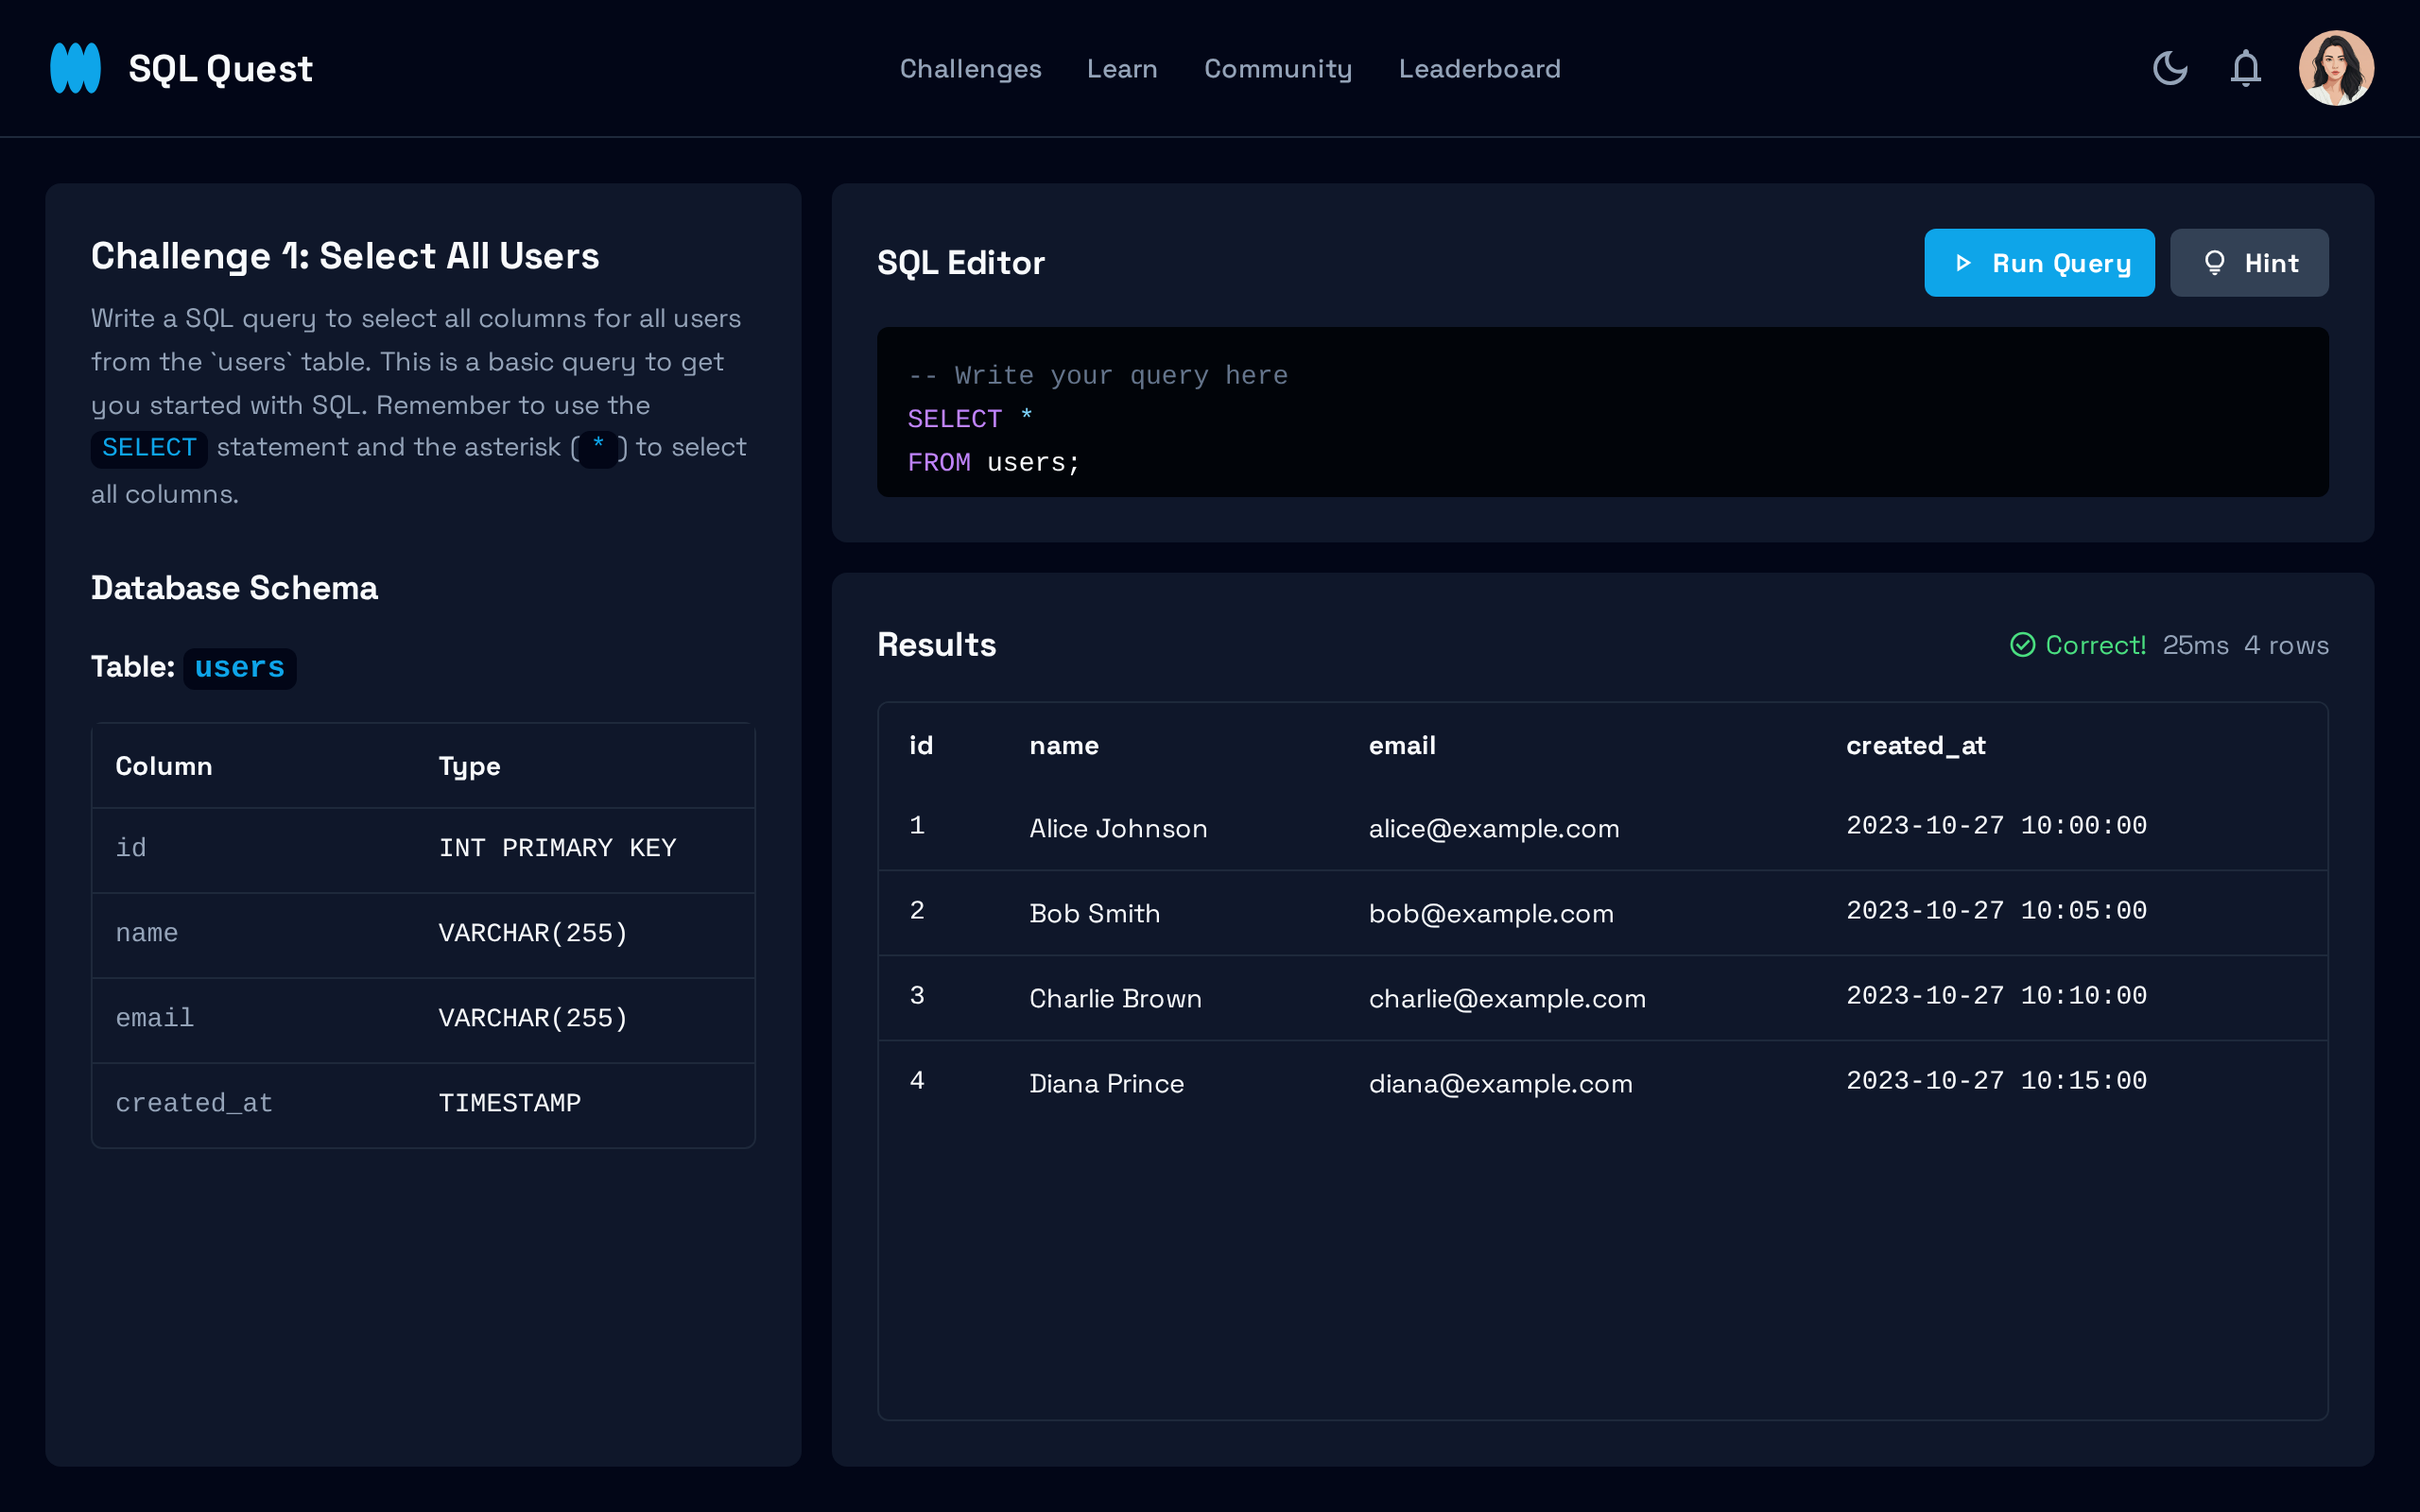 SQL Quest
Challenges Learn Community Leaderboard
Challenge 1: Select All Users
Write a SQL query to select all columns for all users
from the `users` table. This is a basic query to get
you started with SQL. Remember to use the
SELECT statement and the asterisk ( * ) to select
all columns.
Database Schema
Table: users
Column Type
id INT PRIMARY KEY
name VARCHAR(255)
email VARCHAR(255)
created_at TIMESTAMP
SQL Editor
Run Query Hint
-- Write your query here
SELECT *
FROM users;
Results
Correct! 25ms 4 rows
id name email created_at
1 Alice Johnson alice@example.com 2023-10-27 10:00:00
2 Bob Smith bob@example.com 2023-10-27 10:05:00
3 Charlie Brown charlie@example.com 2023-10-27 10:10:00
4 Diana Prince diana@example.com 2023-10-27 10:15:00